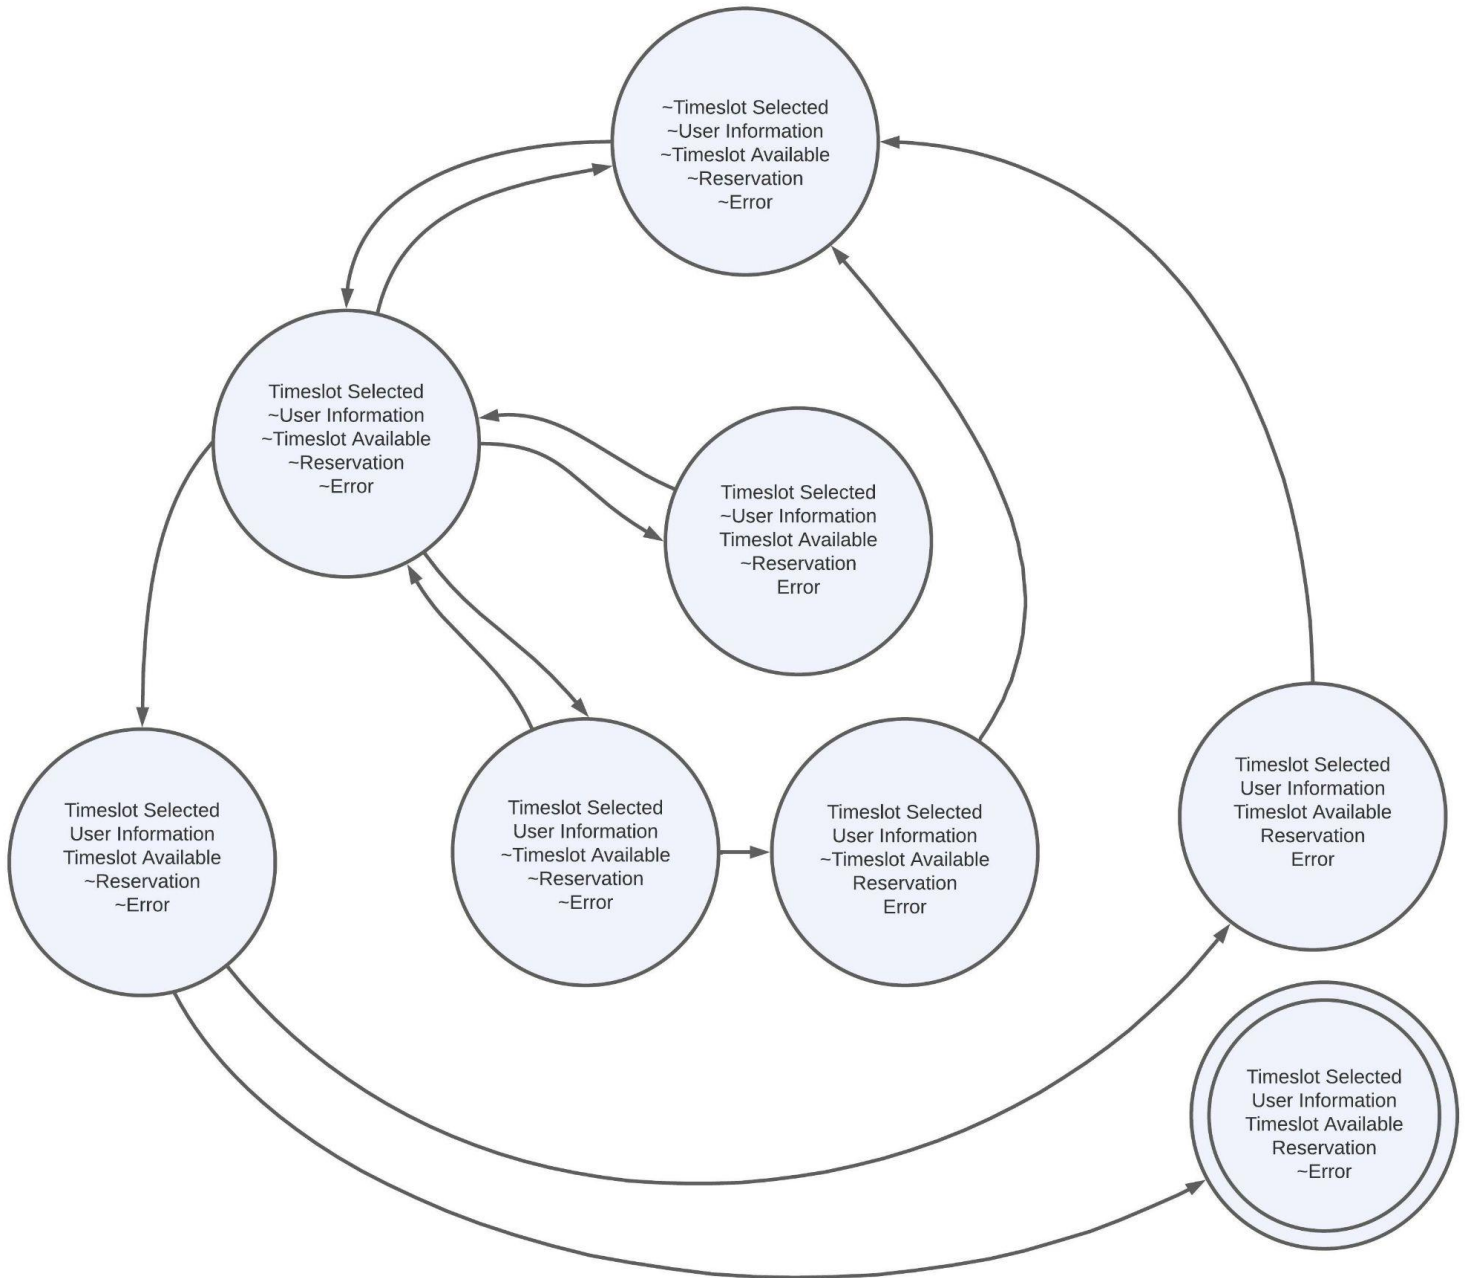 ~Timeslot Selected
~User Information
~Timeslot Available
~Reservation
~Error
Timeslot Selected
~User Information
~Timeslot Available
~Reservation
~Error
Timeslot Selected
~User Information
Timeslot Available
~Reservation
Error
Timeslot Selected
User Information
Timeslot Available
~Reservation
~Error
Timeslot Selected
User Information
~Timeslot Available
~Reservation
~Error
Timeslot Selected
User Information
~Timeslot Available
Reservation
Error
Timeslot Selected
User Information
Timeslot Available
Reservation
Error
Timeslot Selected
User Information
Timeslot Available
Reservation
~Error